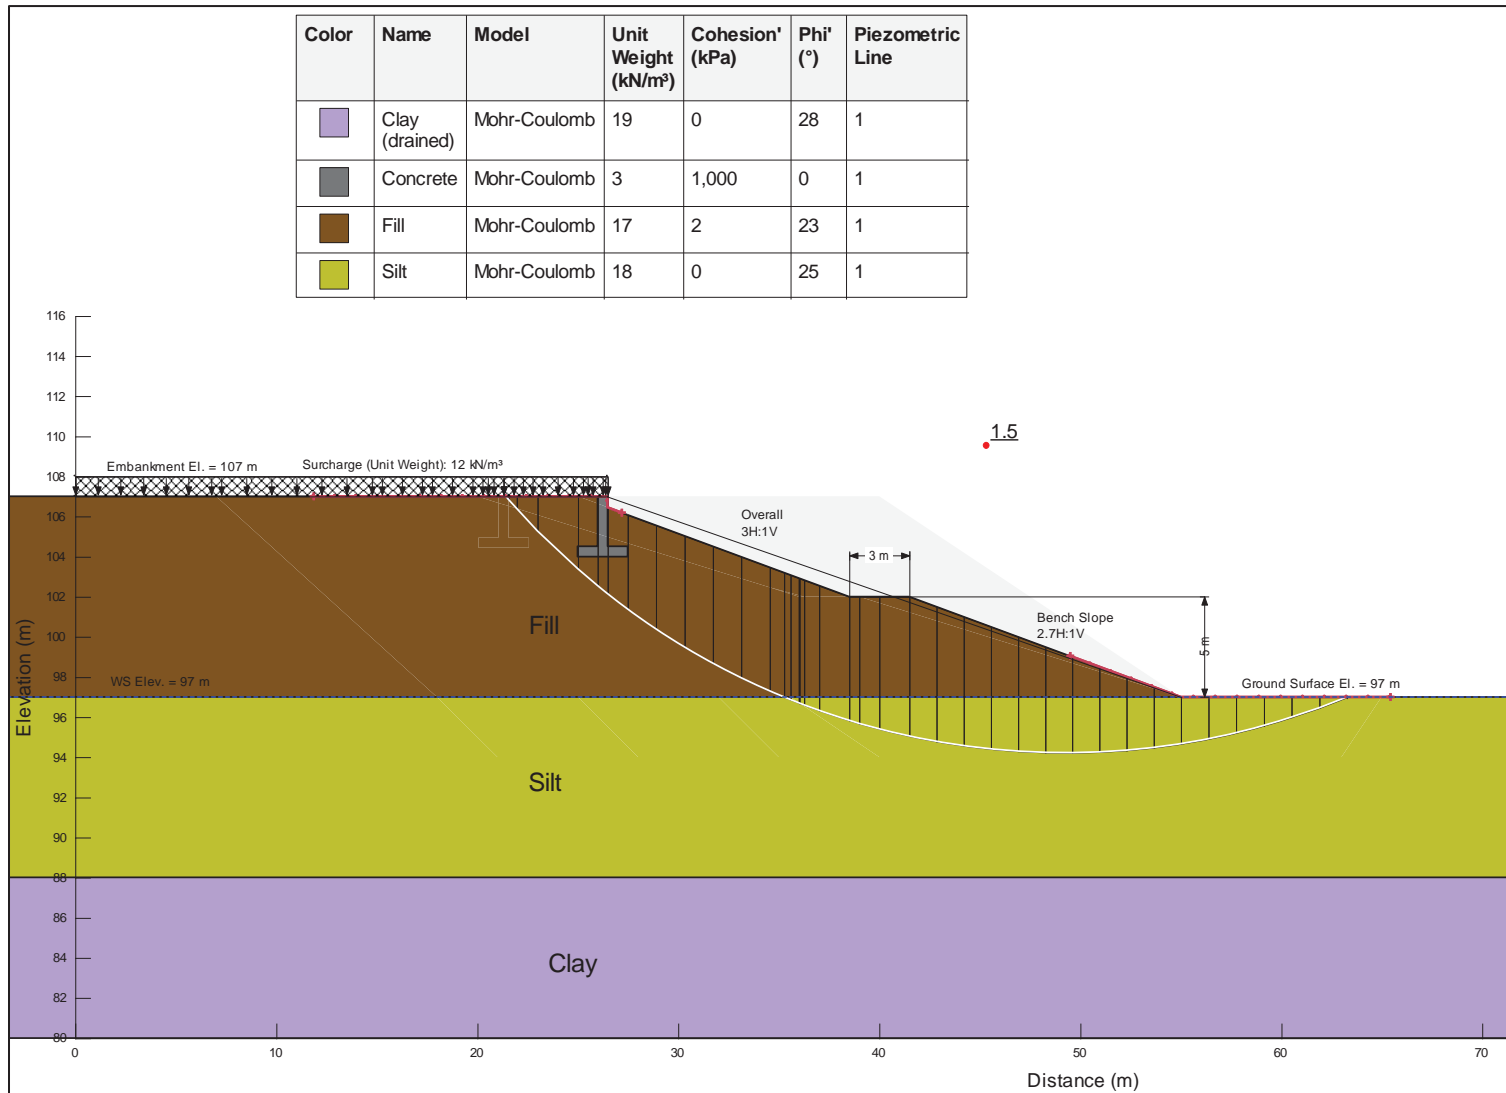 Color Name Model Unit Weight (kN/m³) Cohesion' (kPa) Phi' (°) Piezometric Line
Clay (drained) Mohr-Coulomb 19 0 28 1
Concrete Mohr-Coulomb 3 1,000 0 1
Fill Mohr-Coulomb 17 2 23 1
Silt Mohr-Coulomb 18 0 25 1
116
114
112
110
1.5
108
Embankment El. = 107 m
Surcharge (Unit Weight): 12 kN/m³
106
Overall
3H:1V
104
3 m
102
Fill
Bench Slope
2.7H:1V
5 m
100
Elevation (m)
98
WS Elev. = 97 m
Ground Surface El. = 97 m
96
94
Silt
92
90
88
86
84
Clay
82
80
0 10 20 30 40 50 60 70
Distance (m)